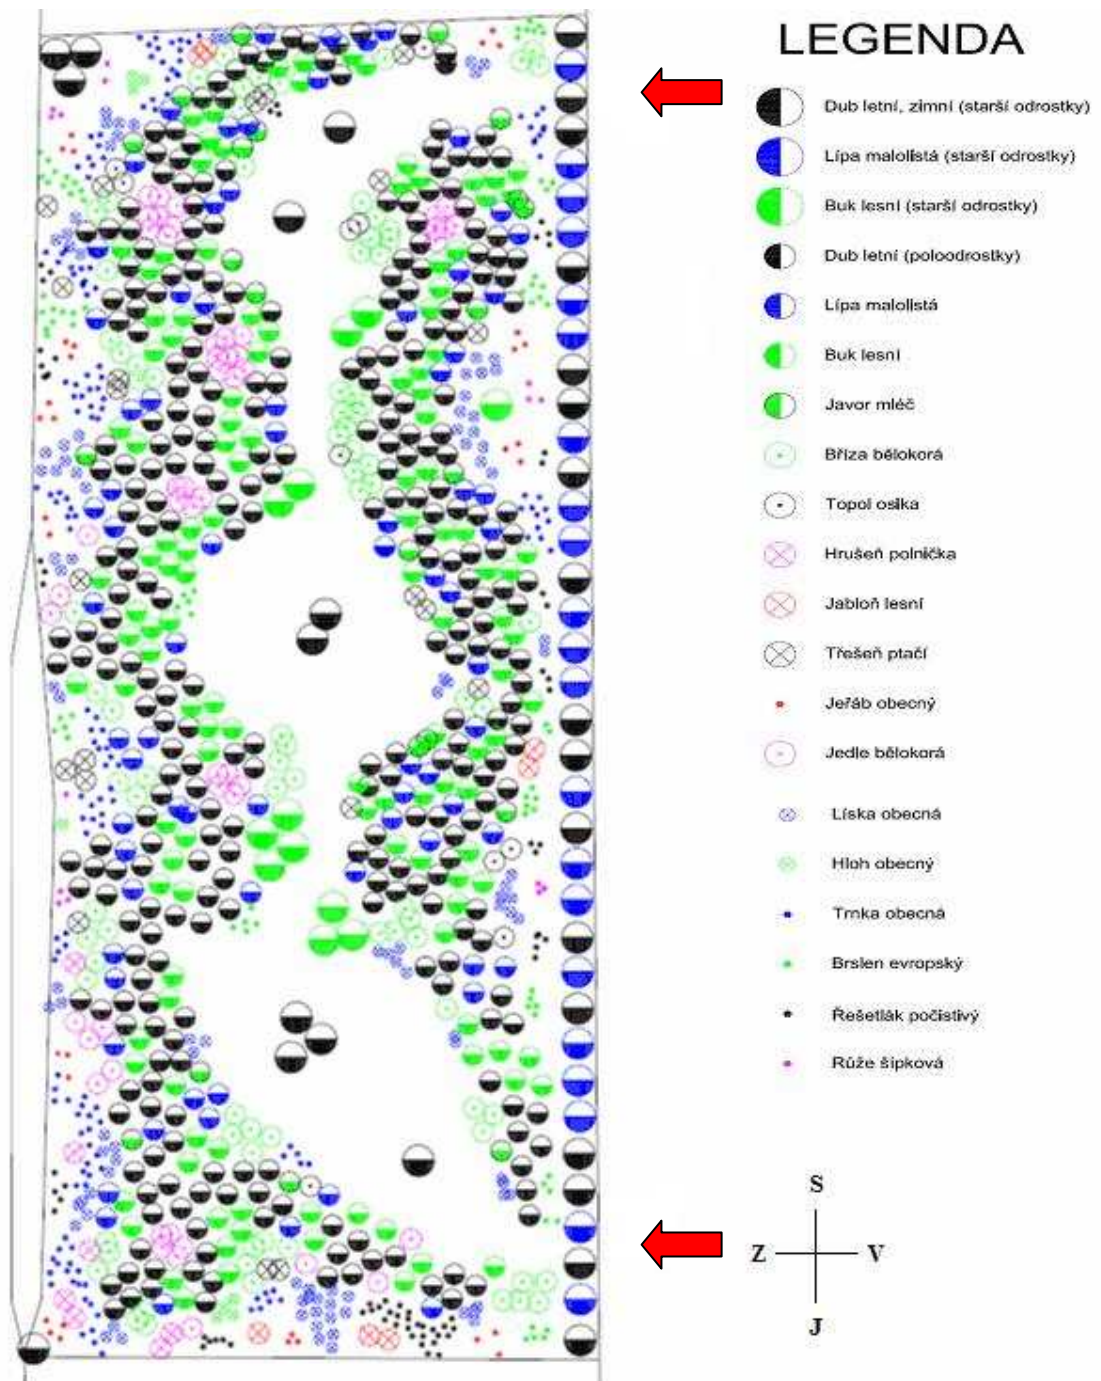 LEGENDA
Dub letní, zimní (starší odrostky)
Lípa malolistá (starší odrostky)
Buk lesní (starší odrostky)
Dub letní (poloodrostky)
Lípa malolistá
Buk lesní
Javor mléč
Bříza bělokorá
Topol osika
Hrušeň polnička
Jabloň lesní
Třešeň ptačí
Jeřáb obecný
Jedle bělokorá
Líska obecná
Hloh obecný
Trnka obecná
Brslen evropský
Řešetlák počistivý
Růže šípková
S
Z V
J